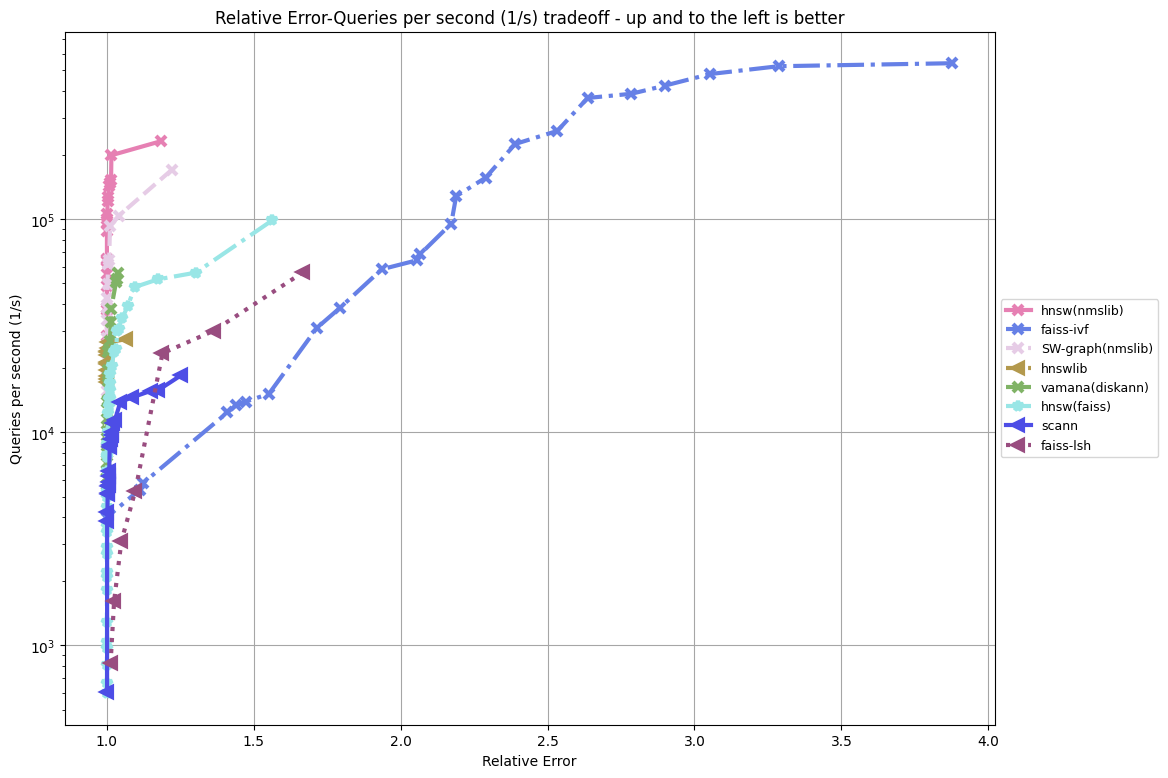 Relative Error-Queries per second (1/s) tradeoff - up and to the left is better
Queries per second (1/s)
10^5
10^4
10^3
1.0 1.5 2.0 2.5 3.0 3.5 4.0
Relative Error
hnsw(nmslib)
faiss-ivf
SW-graph(nmslib)
hnswlib
vamana(diskann)
hnsw(faiss)
scann
faiss-lsh